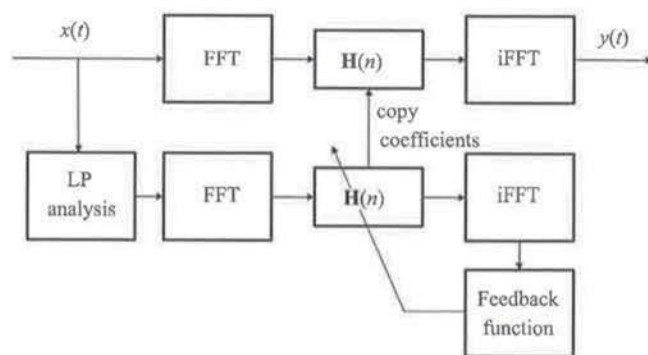 x(t)
y(t)
FFT
H(n)
iFFT
copy
coefficients
LP
analysis
FFT
H(n)
iFFT
Feedback
function